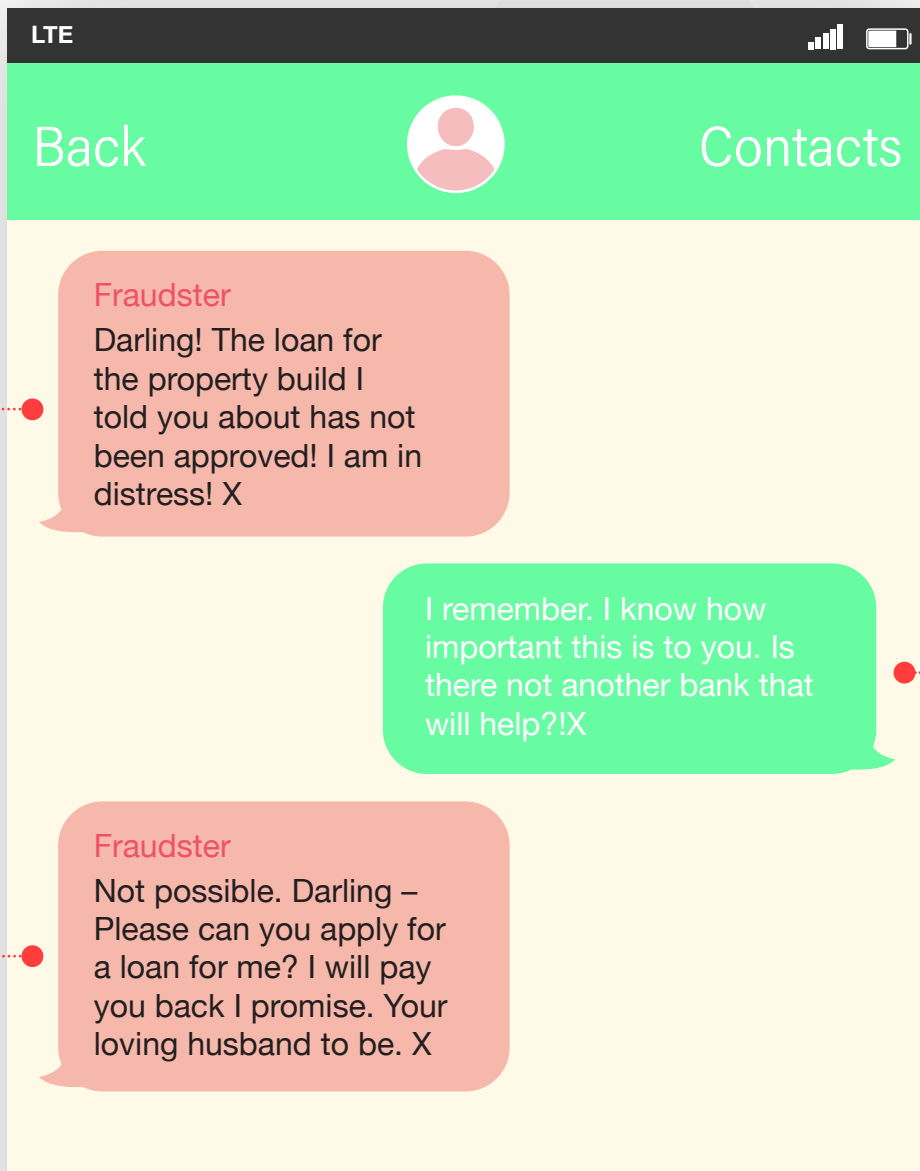 LTE
Back
Contacts
Fraudster
Darling! The loan for
the property build I
told you about has not
been approved! I am in
distress! X
I remember. I know how
important this is to you. Is
there not another bank that
will help?!X
Fraudster
Not possible. Darling –
Please can you apply for
a loan for me? I will pay
you back I promise. Your
loving husband to be. X